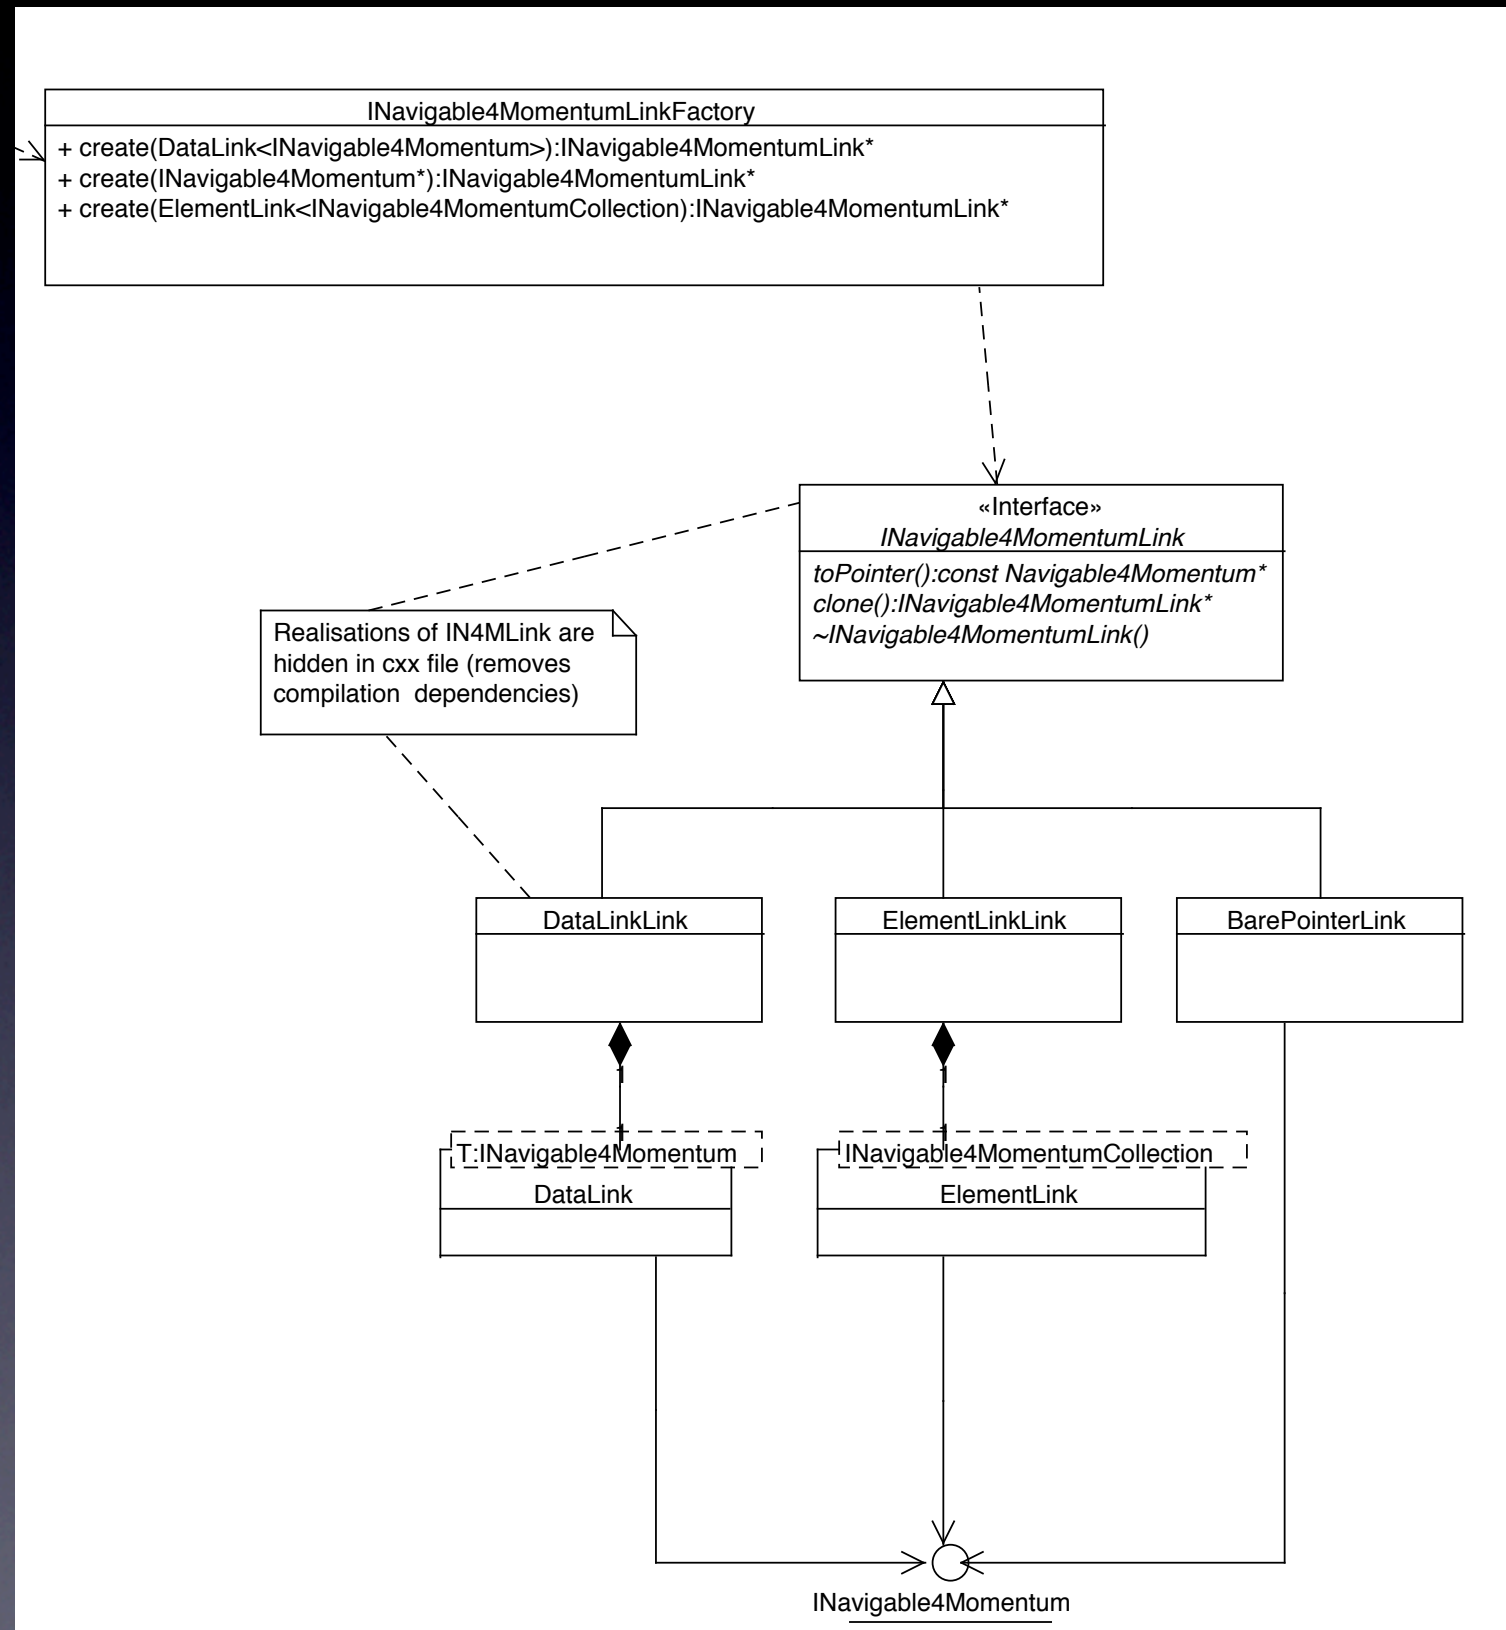 INavigable4MomentumLinkFactory
+ create(DataLink<INavigable4Momentum>):INavigable4MomentumLink*
+ create(INavigable4Momentum*):INavigable4MomentumLink*
+ create(ElementLink<INavigable4MomentumCollection):INavigable4MomentumLink*
«Interface»
INavigable4MomentumLink
toPointer():const Navigable4Momentum*
clone():INavigable4MomentumLink*
~INavigable4MomentumLink()
Realisations of IN4MLink are
hidden in cxx file (removes
compilation dependencies)
DataLinkLink
ElementLinkLink
BarePointerLink
1
1
1
1
T:INavigable4Momentum
INavigable4MomentumCollection
DataLink
ElementLink
INavigable4Momentum